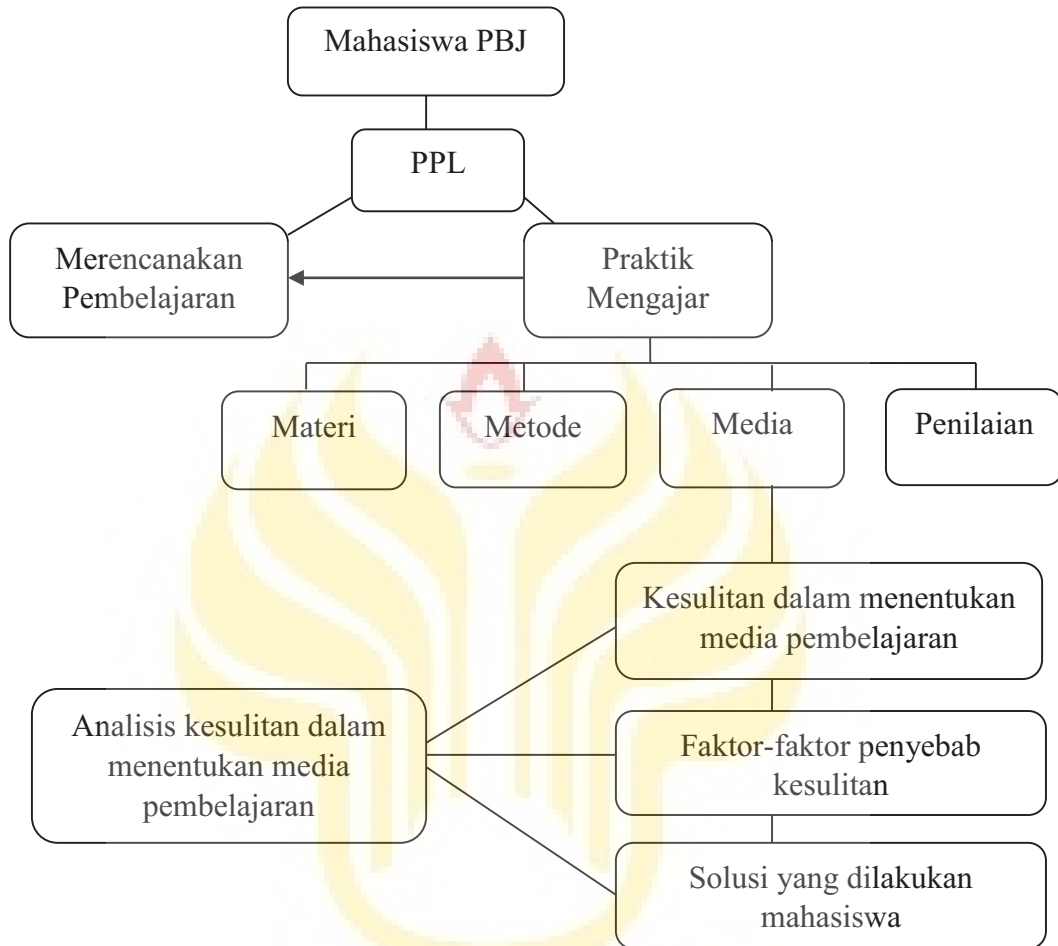 Mahasiswa PBJ
PPL
Merencanakan
Pembelajaran
Praktik
Mengajar
Materi
Metode
Media
Penilaian
Kesulitan dalam menentukan
media pembelajaran
Analisis kesulitan dalam
menentukan media
pembelajaran
Faktor-faktor penyebab
kesulitan
Solusi yang dilakukan
mahasiswa